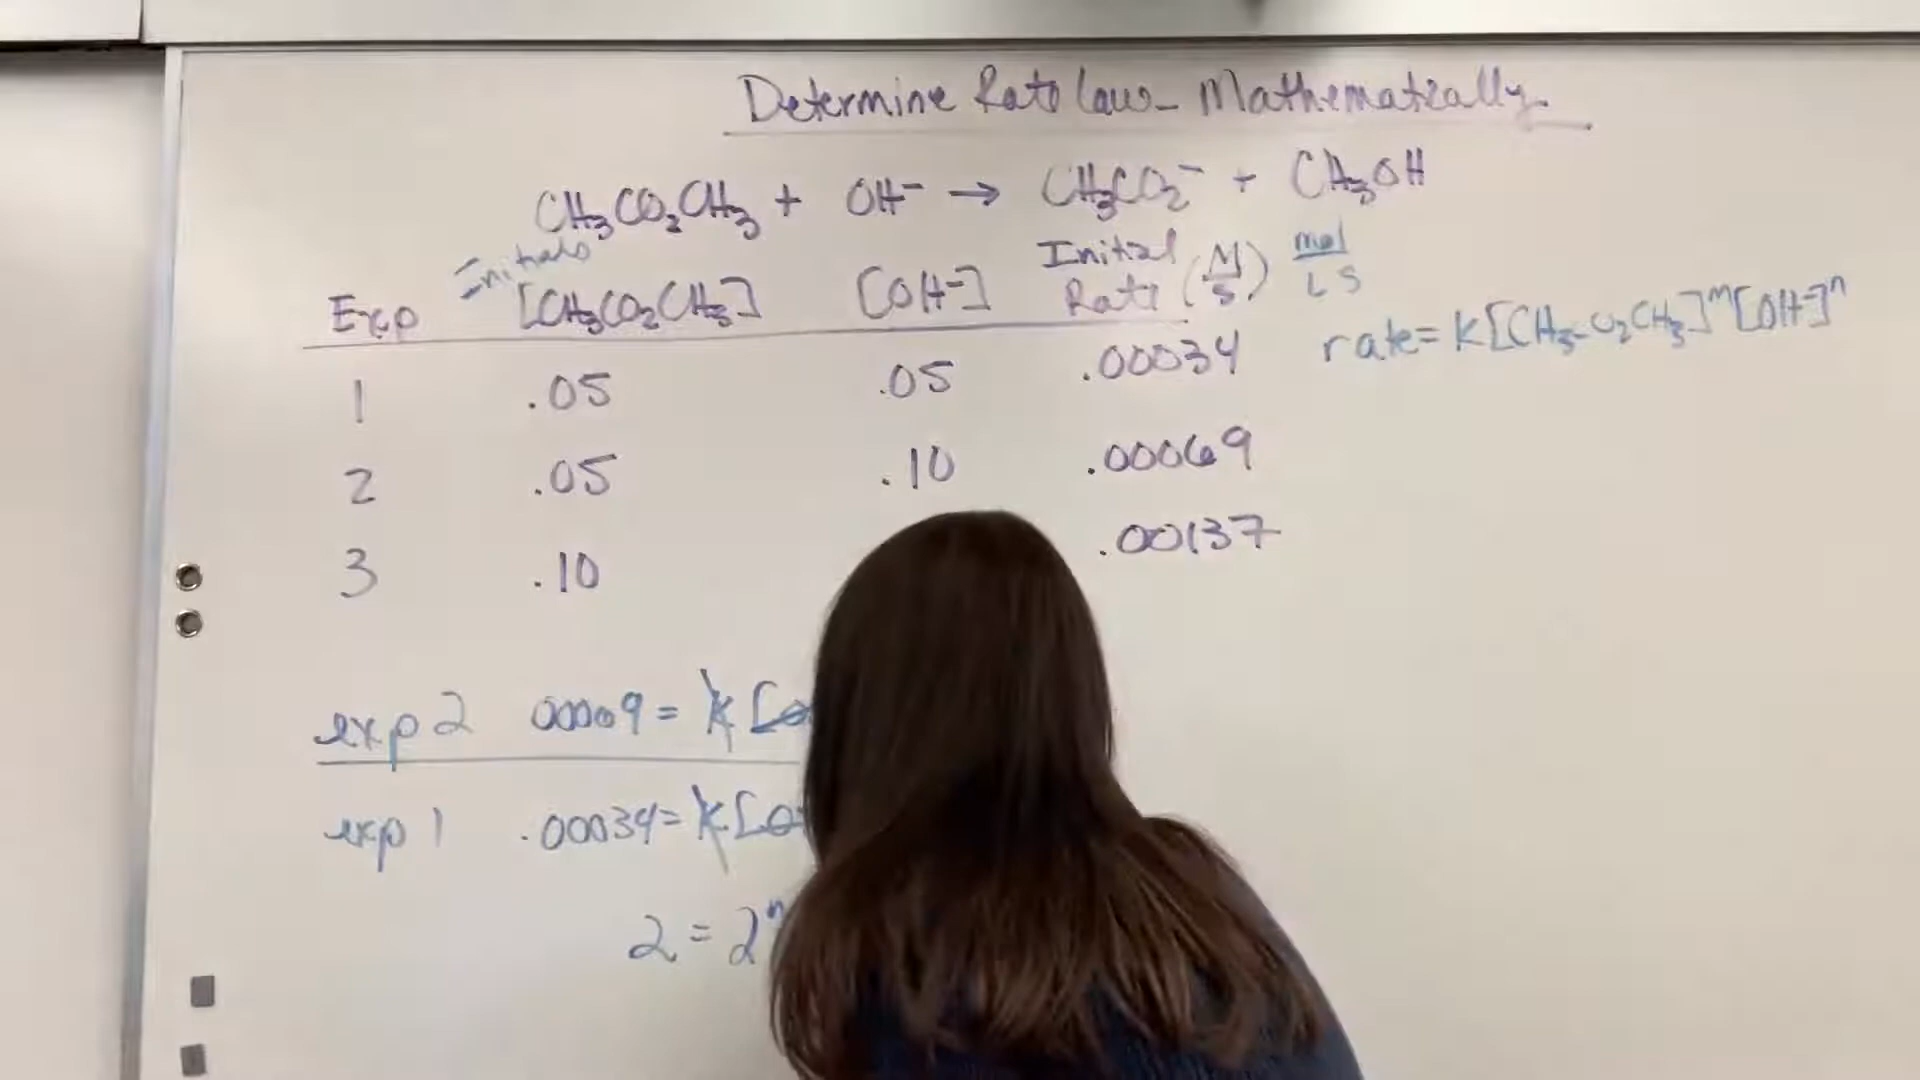 Determine Rate Law - Mathematically
CH₃CO₂CH₃ + OH⁻ → CH₃CO₂⁻ + CH₃OH
Initials
Exp [CH₃CO₂CH₃] [OH⁻] Initial Rate (M/s) mol/LS
rate = k[CH₃CO₂CH₃]ᵐ[OH⁻]ⁿ
1 .05 .05 .00034
2 .05 .10 .00069
3 .10 .00137
exp 2 00069 = k [
exp 1 .00034 = k [
2 = 2ⁿ